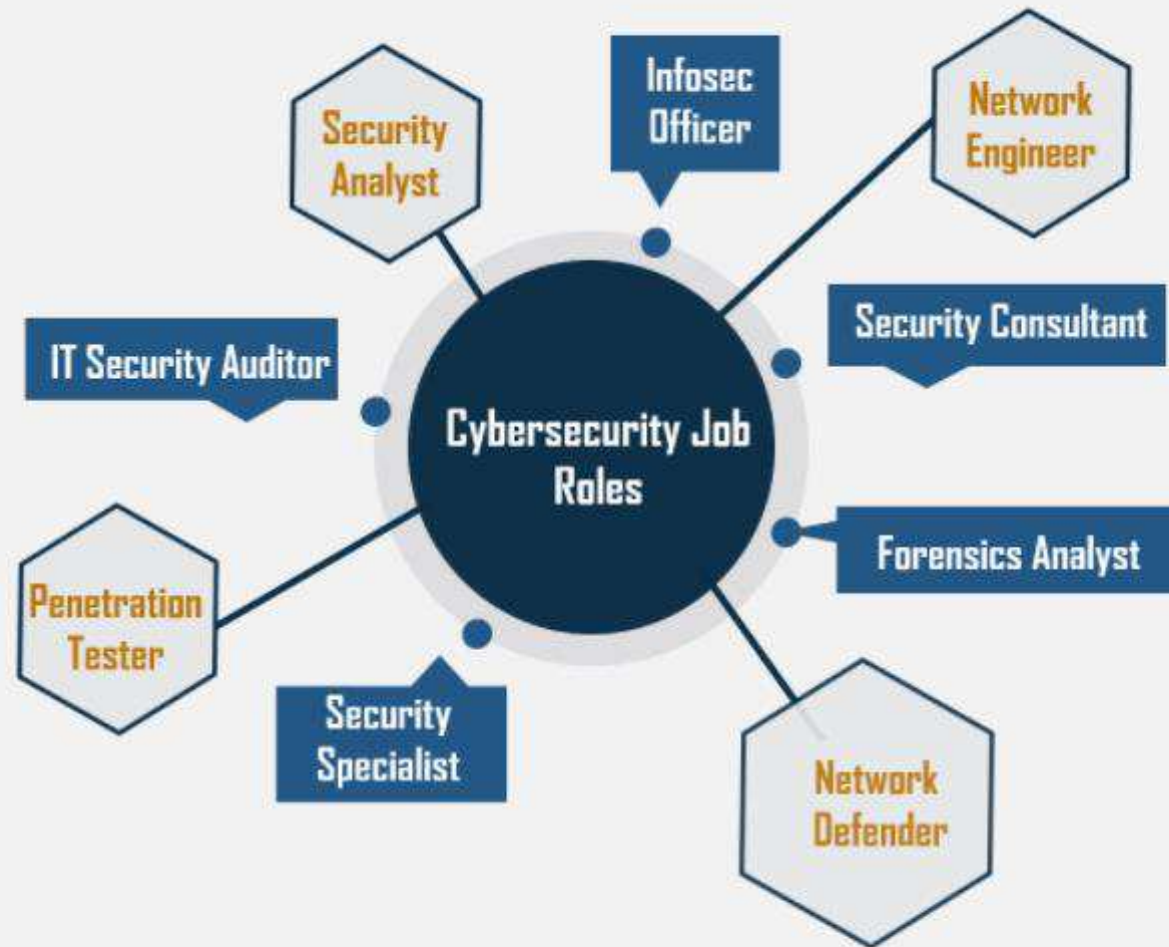 Infosec
Officer
Network
Engineer
Security
Analyst
Security Consultant
IT Security Auditor
Cybersecurity Job
Roles
Forensics Analyst
Penetration
Tester
Security
Specialist
Network
Defender